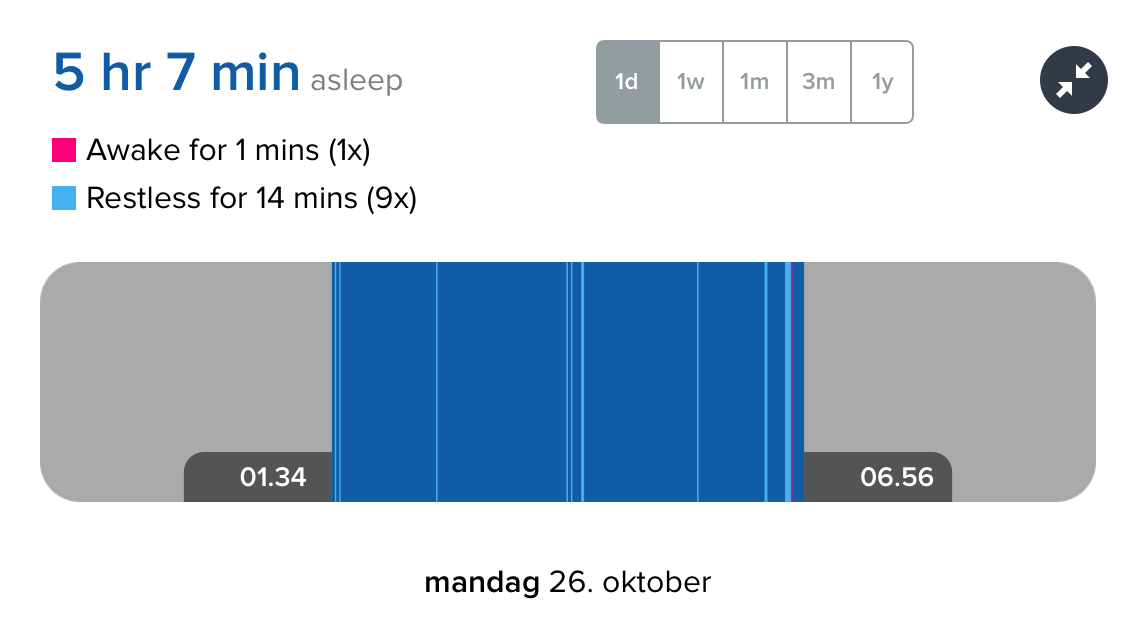 5 hr 7 min asleep
1d 1w 1m 3m 1y
Awake for 1 mins (1x)
Restless for 14 mins (9x)
01.34
06.56
mandag 26. oktober